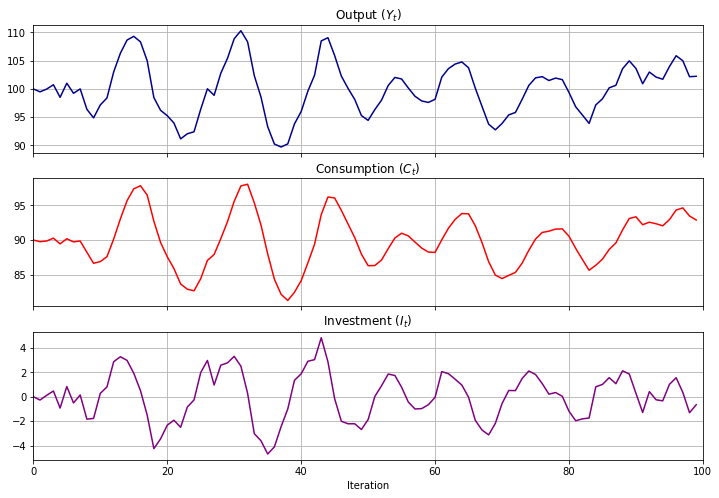 Output (Y_t)
110
105
100
95
90
Consumption (C_t)
95
90
85
Investment (I_t)
4
2
0
−2
−4
0 20 40 60 80 100
Iteration